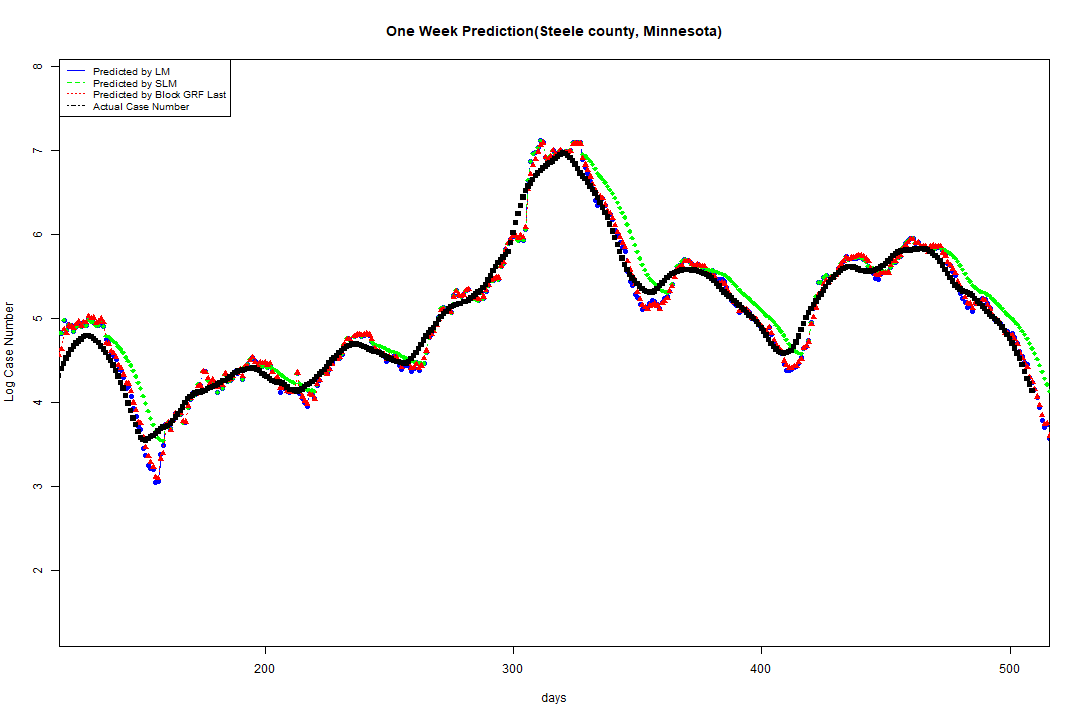 One Week Prediction(Steele county, Minnesota)
Predicted by LM
Predicted by SLM
Predicted by Block GRF Last
Actual Case Number
8
7
6
5
4
3
2
Log Case Number
200
300
400
500
days